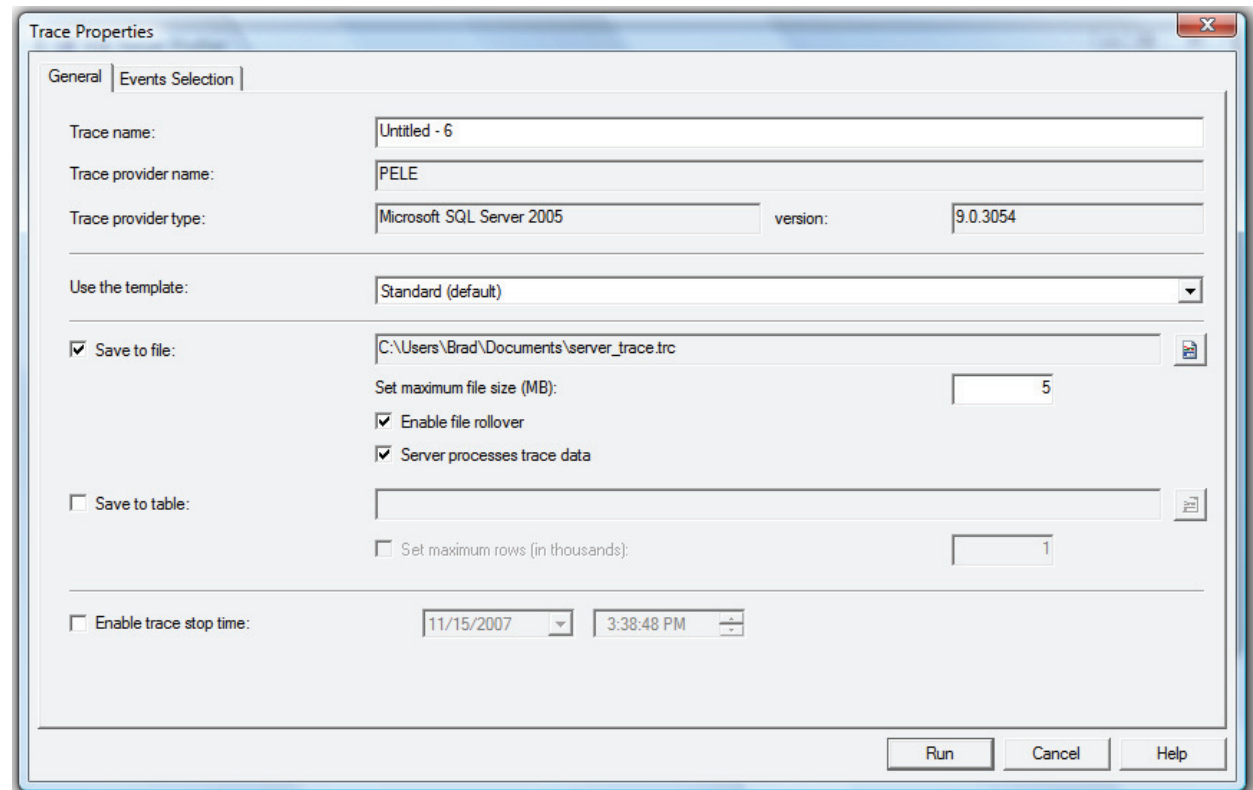 Trace Properties
General Events Selection
Trace name: Untitled - 6
Trace provider name: PELE
Trace provider type: Microsoft SQL Server 2005 version: 9.0.3054
Use the template: Standard (default)
Save to file: C:\Users\Brad\Documents\server_trace.trc
Set maximum file size (MB): 5
Enable file rollover
Server processes trace data
Save to table:
Set maximum rows (in thousands): 1
Enable trace stop time: 11/15/2007 3:38:48 PM
Run Cancel Help